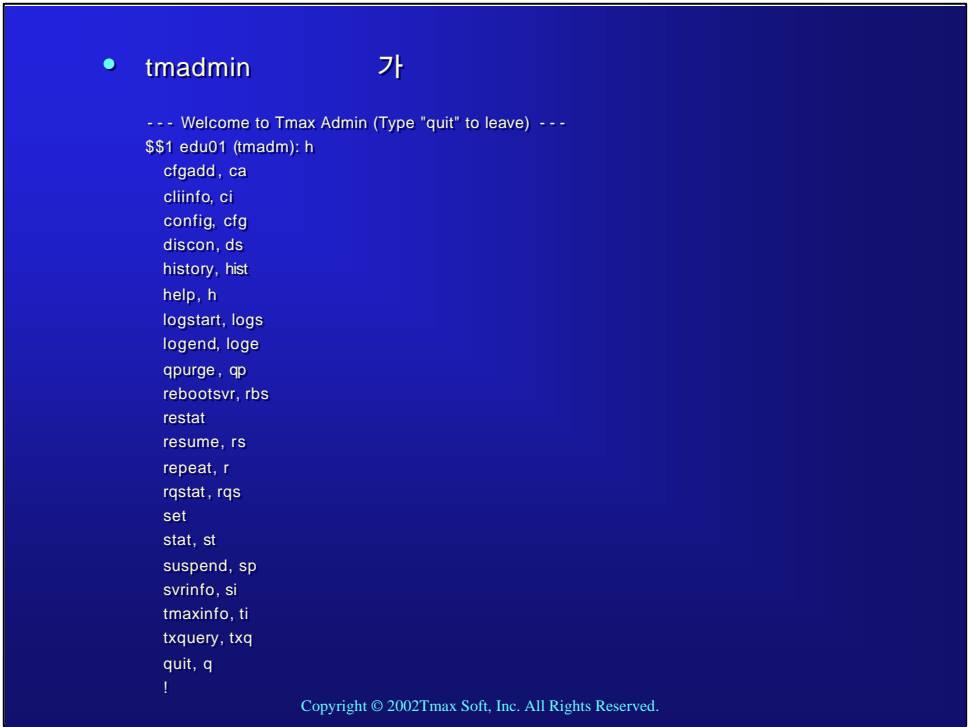 • tmadmin 가
--- Welcome to Tmax Admin (Type "quit" to leave) ---
$$1 edu01 (tmadm): h
cfgadd, ca
cliinfo, ci
config, cfg
discon, ds
history, hist
help, h
logstart, logs
logend, loge
qpurge, qp
rebootsvr, rbs
restat
resume, rs
repeat, r
rqstat, rqs
set
stat, st
suspend, sp
svrinfo, si
tmaxinfo, ti
txquery, txq
quit, q
!
Copyright © 2002Tmax Soft, Inc. All Rights Reserved.